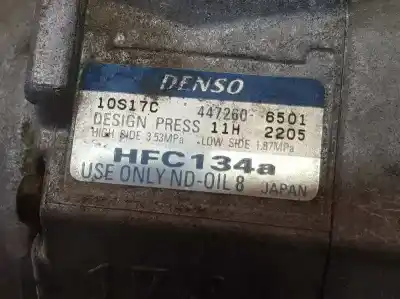 DENSO
10S17C 447260-6501
DESIGN PRESS 11H 2205
HIGH SIDE 3.53MPa LOW SIDE 1.87MPa
HFC134a
USE ONLY ND-OIL 8 JAPAN